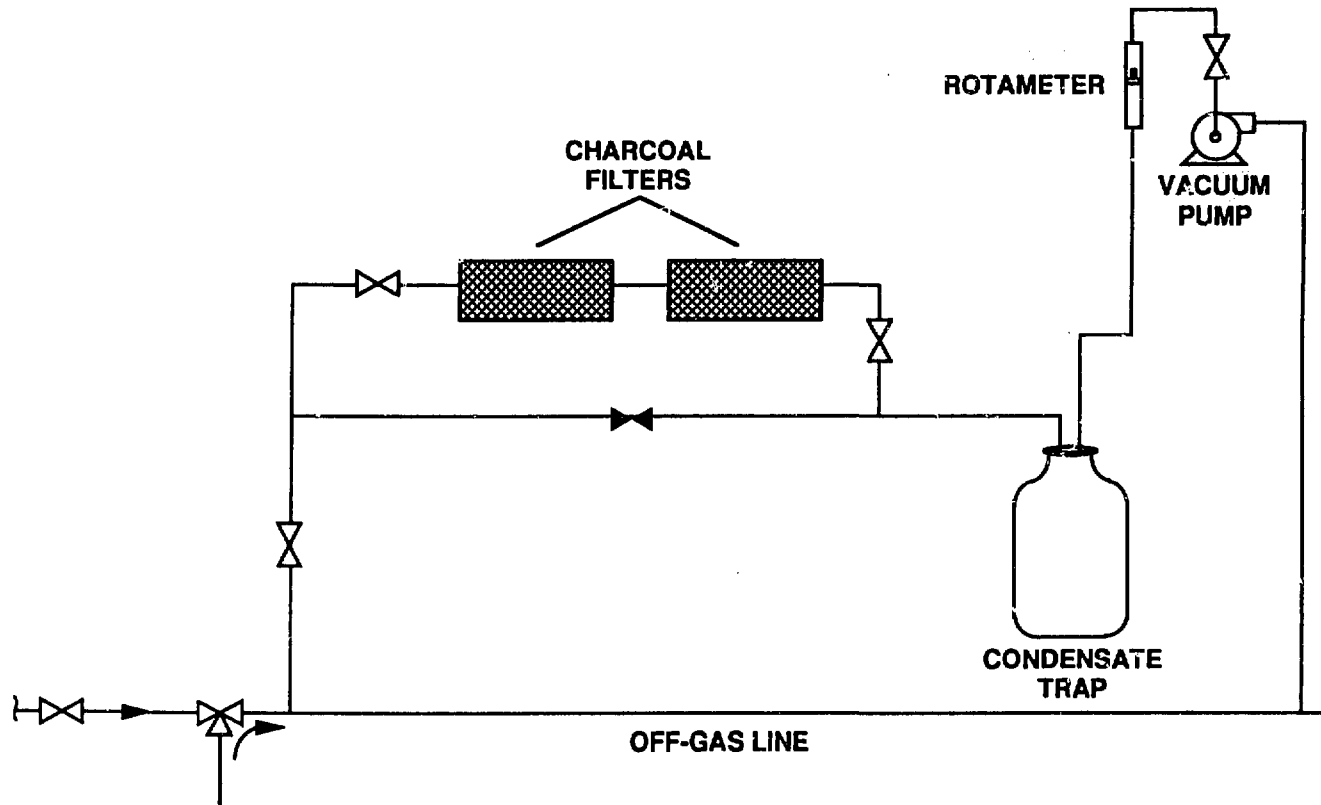 ROTAMETER
CHARCOAL
FILTERS
VACUUM
PUMP
CONDENSATE
TRAP
OFF-GAS LINE